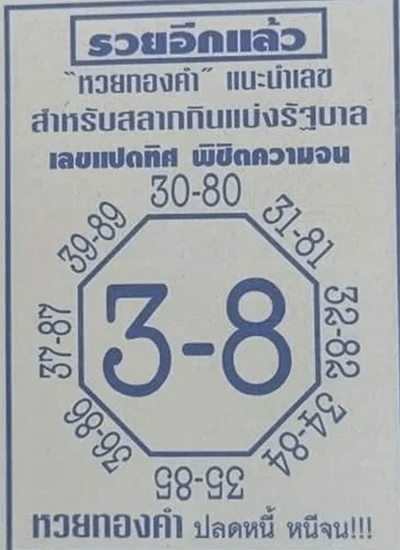 รวยอีกแล้ว
"หวยทองคำ" แนะนำเลข
สำหรับสลากกินแบ่งรัฐบาล
เลขแปดทิศ พิชิตความจน
30-80
31-81
32-82
34-84
35-85
36-86
37-87
39-89
3-8
หวยทองคำ ปลดหนี้ หนีจน!!!